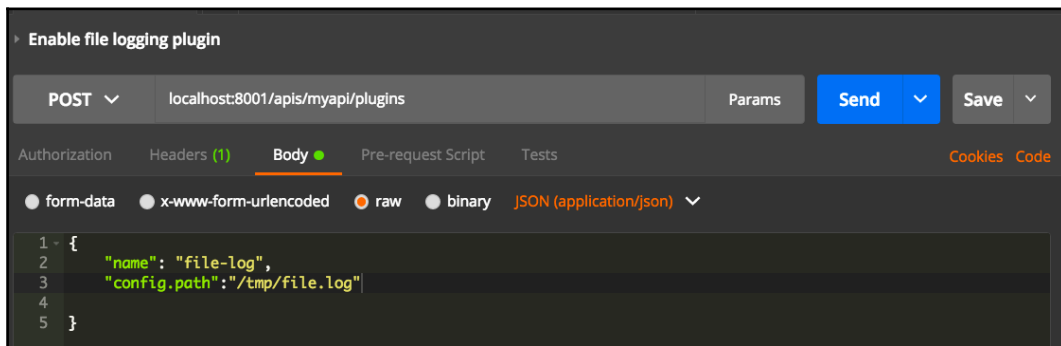 Enable file logging plugin
POST localhost:8001/apis/myapi/plugins Params Send Save
Authorization Headers (1) Body Pre-request Script Tests Cookies Code
form-data x-www-form-urlencoded raw binary JSON (application/json)
1 {
2 "name": "file-log",
3 "config.path":"/tmp/file.log"
4
5 }